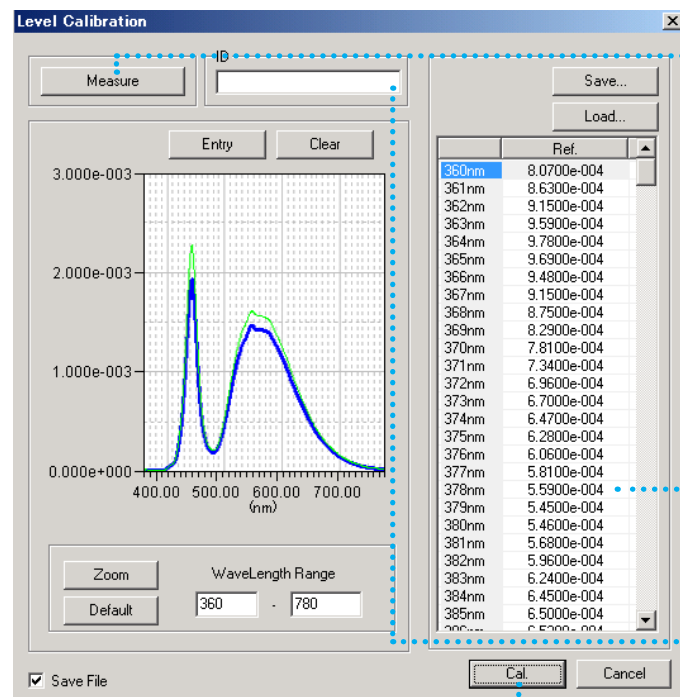 Level Calibration
ID
Measure
Save...
Load...
Entry Clear
3.000e-003
2.000e-003
1.000e-003
0.000e+000
400.00 500.00 600.00 700.00
(nm)
Zoom
Default
WaveLength Range
360 - 780
Ref.
360nm 8.0700e-004
361nm 8.6300e-004
362nm 9.1500e-004
363nm 9.5900e-004
364nm 9.7800e-004
365nm 9.6900e-004
366nm 9.4800e-004
367nm 9.1500e-004
368nm 8.7500e-004
369nm 8.2900e-004
370nm 7.8100e-004
371nm 7.3400e-004
372nm 6.9600e-004
373nm 6.7000e-004
374nm 6.4700e-004
375nm 6.2800e-004
376nm 6.0600e-004
377nm 5.8100e-004
378nm 5.5900e-004
379nm 5.4500e-004
380nm 5.4600e-004
381nm 5.6800e-004
382nm 5.9600e-004
383nm 6.2400e-004
384nm 6.4500e-004
385nm 6.5000e-004
Save File
Cal. Cancel